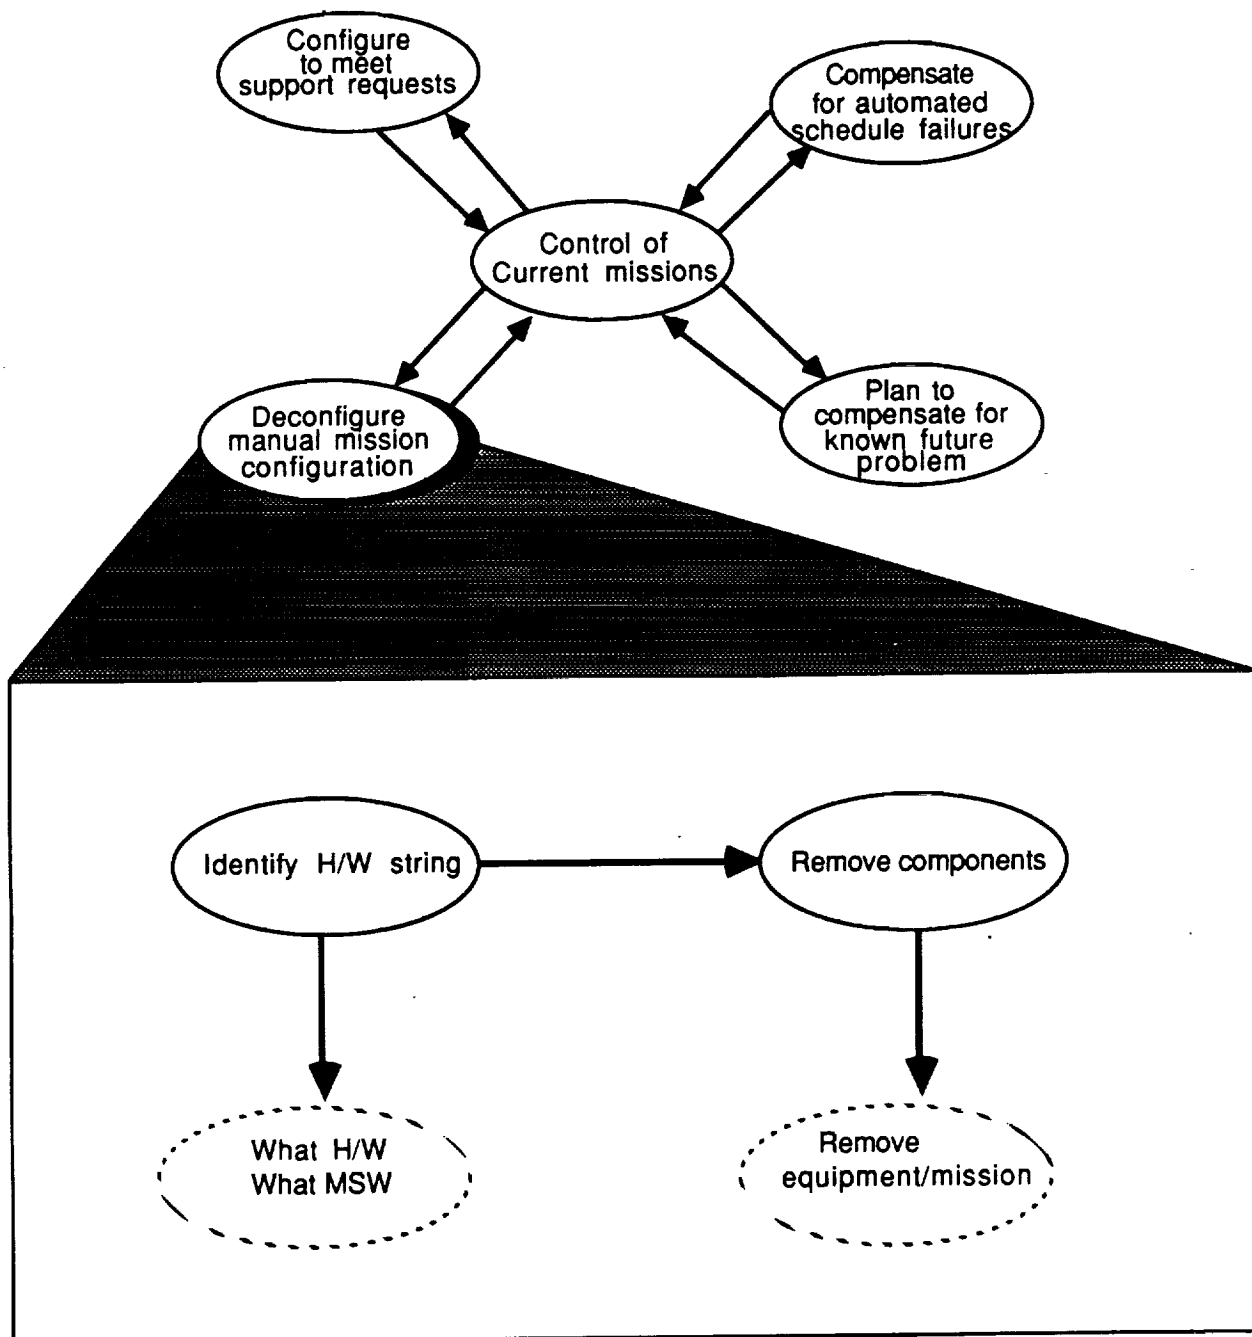 Configure
to meet
support requests
Compensate
for automated
schedule failures
Control of
Current missions
Deconfigure
manual mission
configuration
Plan to
compensate for
known future
problem
Identify H/W string
Remove components
What H/W
What MSW
Remove
equipment/mission